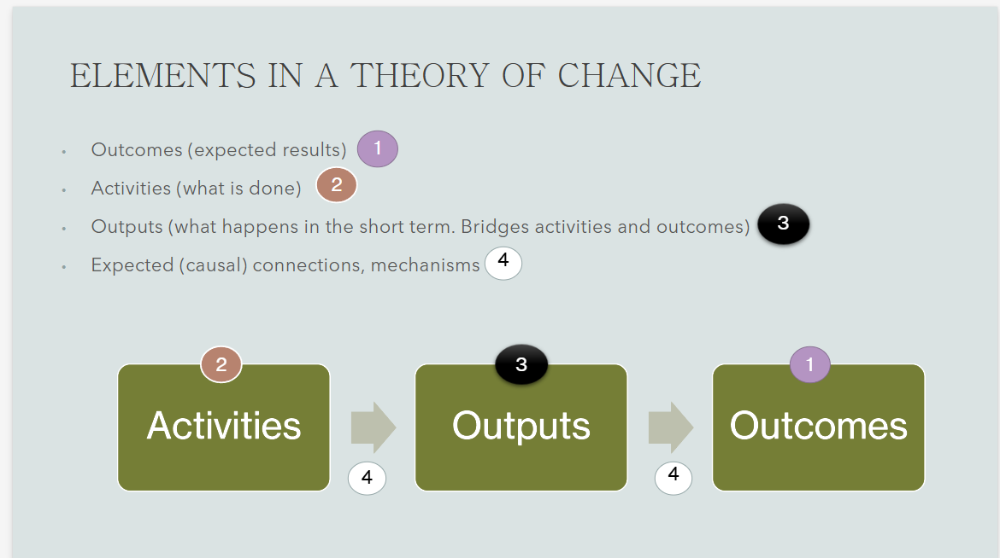 ELEMENTS IN A THEORY OF CHANGE
• Outcomes (expected results) 1
• Activities (what is done) 2
• Outputs (what happens in the short term. Bridges activities and outcomes) 3
• Expected (causal) connections, mechanisms 4
2 3 1
Activities Outputs Outcomes
4 4